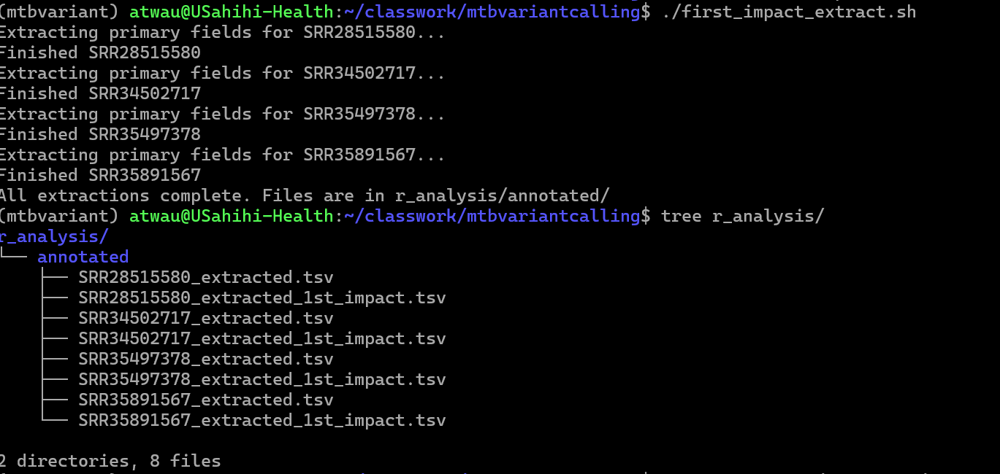 (mtbvariant) atwau@USahihi-Health:~/classwork/mtbvariantcalling$ ./first_impact_extract.sh
Extracting primary fields for SRR28515580...
Finished SRR28515580
Extracting primary fields for SRR34502717...
Finished SRR34502717
Extracting primary fields for SRR35497378...
Finished SRR35497378
Extracting primary fields for SRR35891567...
Finished SRR35891567
All extractions complete. Files are in r_analysis/annotated/
(mtbvariant) atwau@USahihi-Health:~/classwork/mtbvariantcalling$ tree r_analysis/
r_analysis/
└── annotated
    ├── SRR28515580_extracted.tsv
    ├── SRR28515580_extracted_1st_impact.tsv
    ├── SRR34502717_extracted.tsv
    ├── SRR34502717_extracted_1st_impact.tsv
    ├── SRR35497378_extracted.tsv
    ├── SRR35497378_extracted_1st_impact.tsv
    ├── SRR35891567_extracted.tsv
    └── SRR35891567_extracted_1st_impact.tsv
2 directories, 8 files